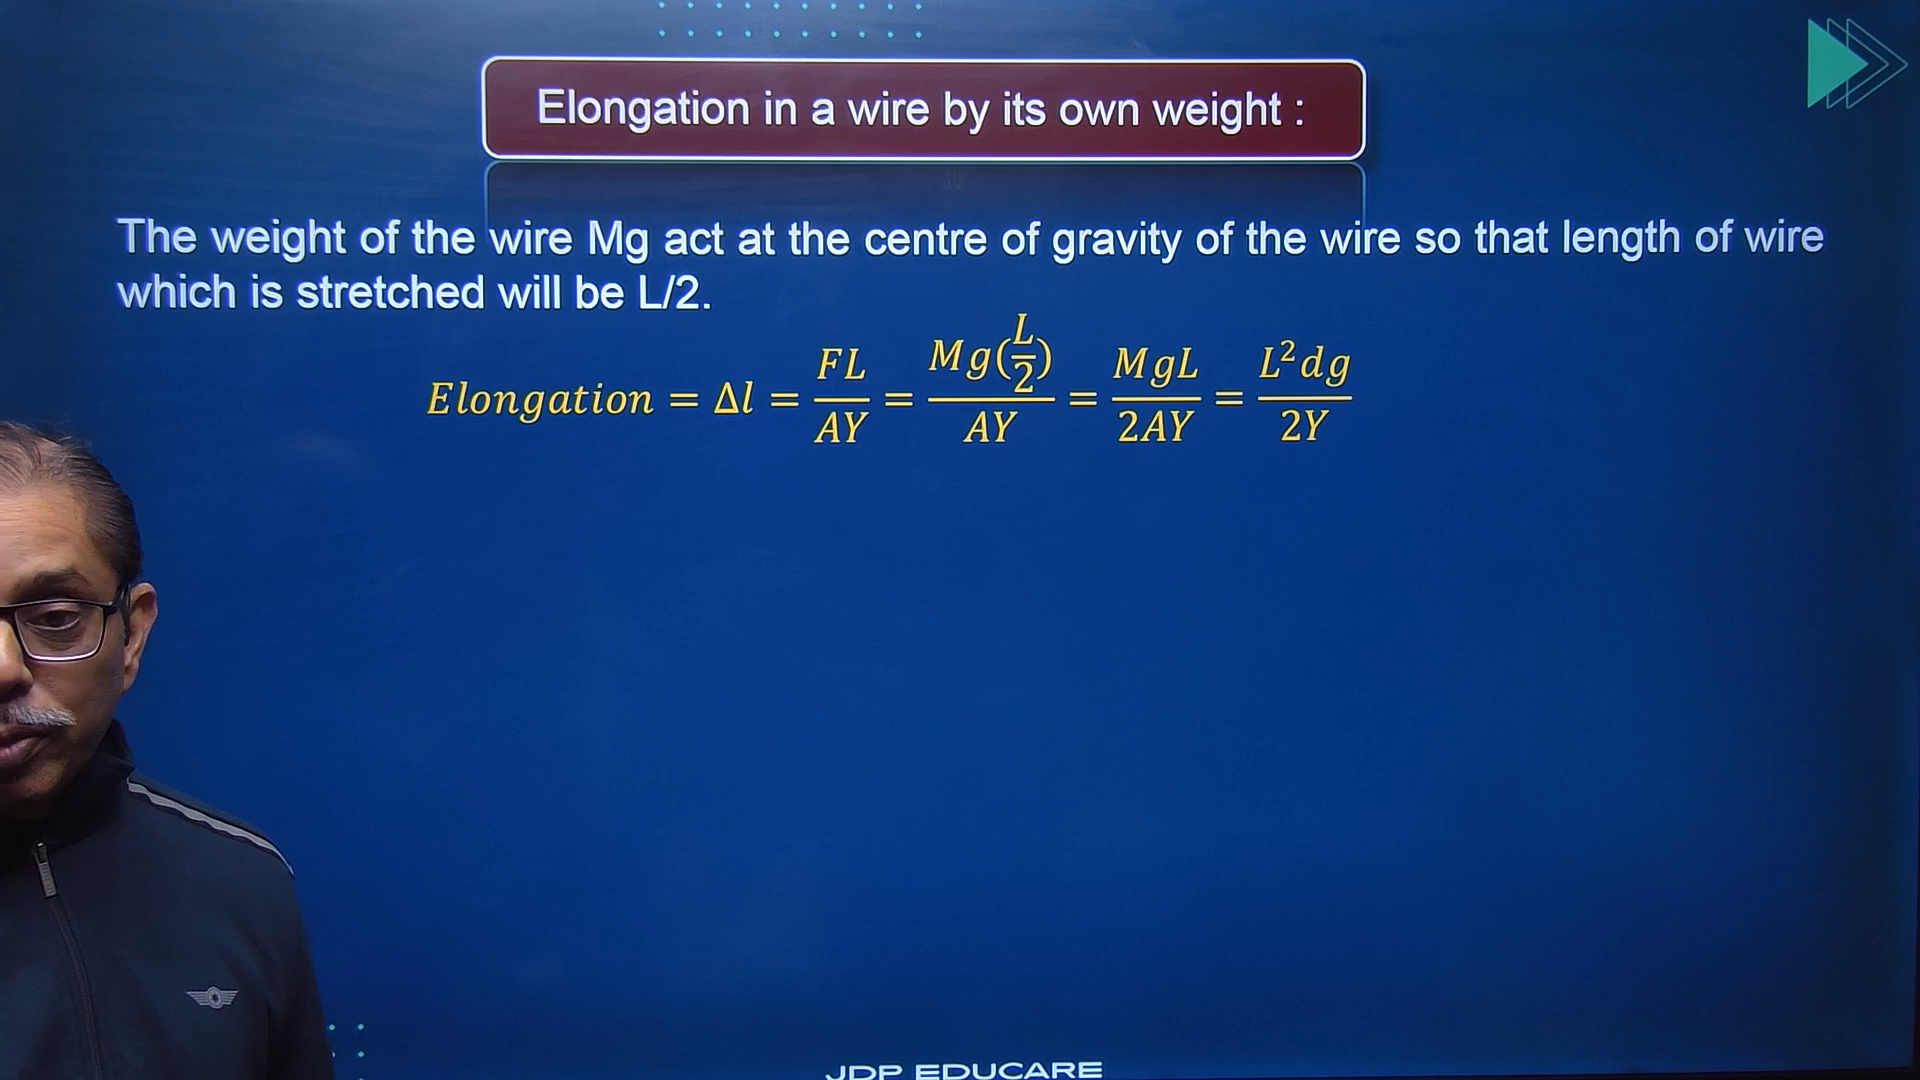 Elongation in a wire by its own weight :
The weight of the wire Mg act at the centre of gravity of the wire so that length of wire
which is stretched will be L/2.
Elongation = Δl = FL/AY = Mg(L/2)/AY = MgL/2AY = L²dg/2Y
JDP EDUCARE